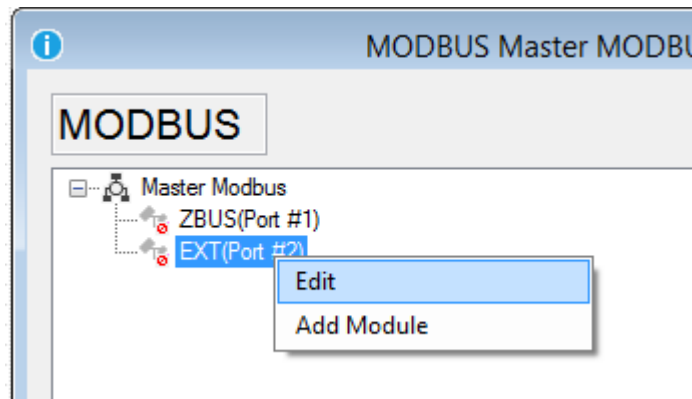 MODBUS Master MODBU
MODBUS
Master Modbus
ZBUS(Port #1)
EXT(Port #2)
Edit
Add Module